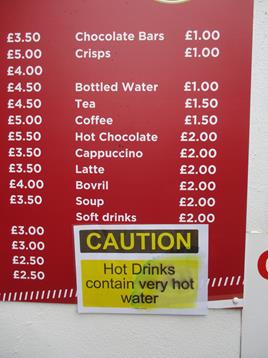 £3.50 Chocolate Bars £1.00
£5.00 Crisps £1.00
£4.00
£4.50 Bottled Water £1.00
£4.50 Tea £1.50
£5.00 Coffee £1.50
£5.50 Hot Chocolate £2.00
£3.50 Cappuccino £2.00
£3.50 Latte £2.00
£4.00 Bovril £2.00
£3.50 Soup £2.00
Soft drinks £2.00
£3.00
£3.00
£2.50
£2.50
CAUTION
Hot Drinks
contain very hot
water